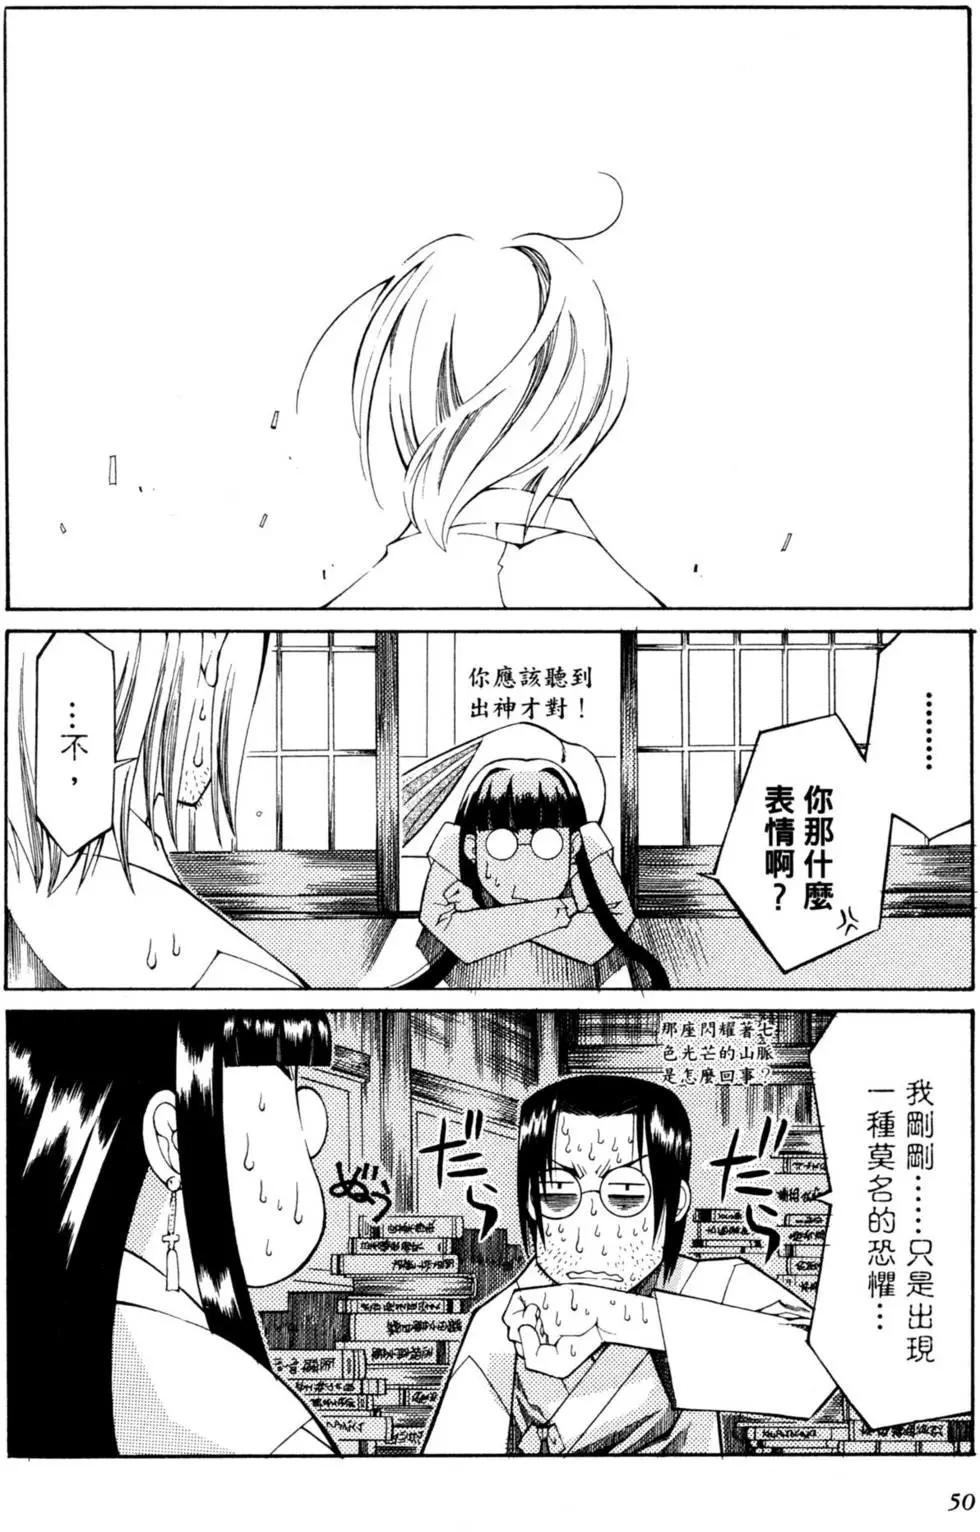 ………
你那什麼
表情啊？
你應該聽到
出神才對！
…不，
我剛剛……只是出現
一種莫名的恐懼…
那座閃耀著七
色光芒的山脈
是怎麼回事？
だら
だら
ぬぅ
50